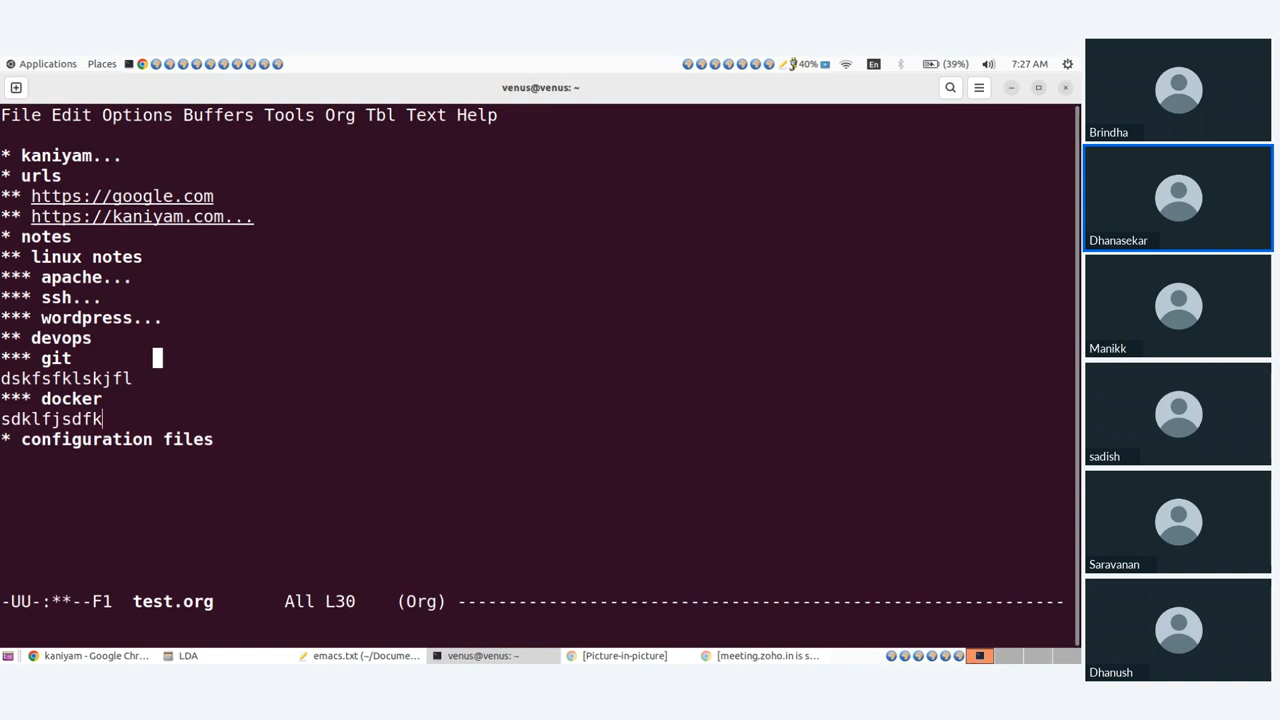 Applications Places 40% En (39%) 7:27 AM
venus@venus: ~
File Edit Options Buffers Tools Org Tbl Text Help
* kaniyam...
* urls
** https://google.com
** https://kaniyam.com...
* notes
** linux notes
*** apache...
*** ssh...
*** wordpress...
** devops
*** git
dskfsfklskjfl
*** docker
sdklfjsdfk
* configuration files
-UU-:**--F1 test.org All L30 (Org) ------------------------------------------------------------
kaniyam - Google Chr... LDA emacs.txt (~/Docume... venus@venus: ~ [Picture-in-picture] [meeting.zoho.in is s...
Brindha
Dhanasekar
Manikk
sadish
Saravanan
Dhanush